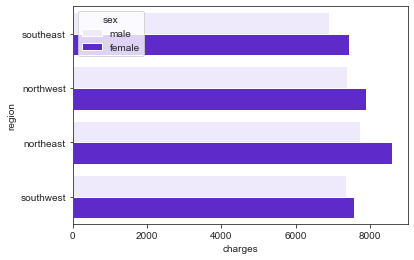 sex
male
female
southeast
northwest
northeast
southwest
region
0
2000
4000
6000
8000
charges